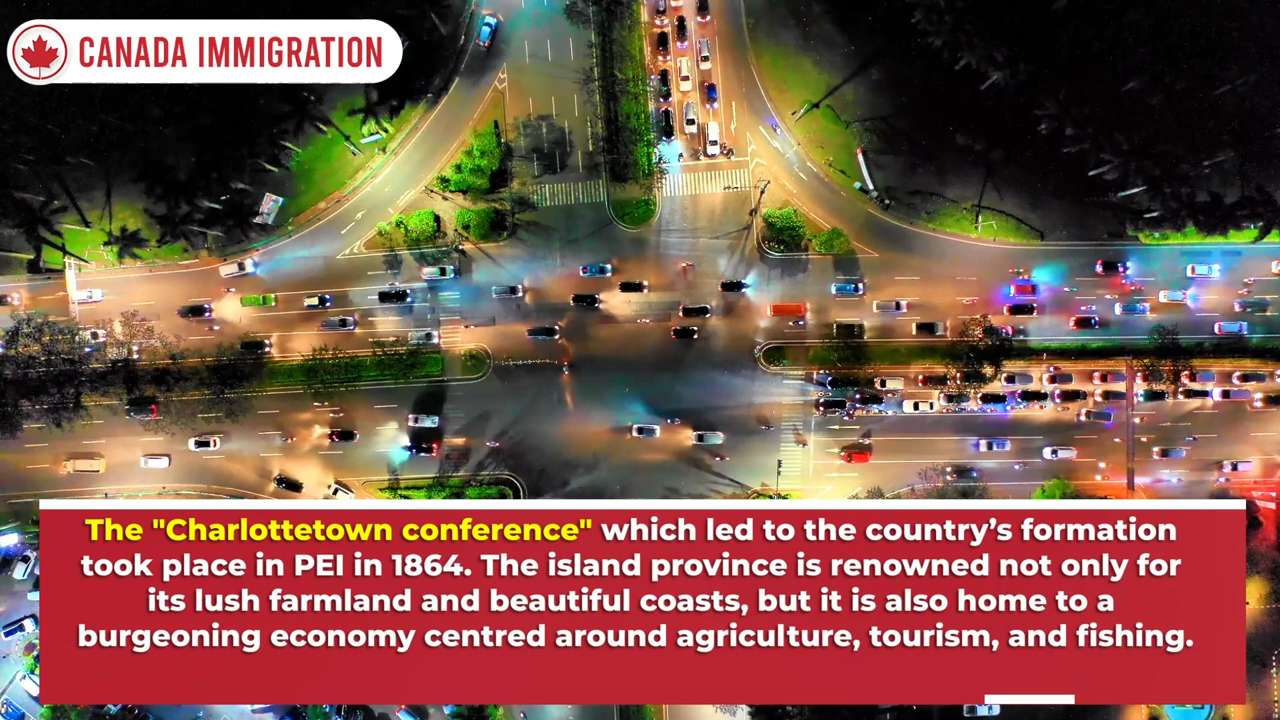 CANADA IMMIGRATION
The "Charlottetown conference" which led to the country’s formation
took place in PEI in 1864. The island province is renowned not only for
its lush farmland and beautiful coasts, but it is also home to a
burgeoning economy centred around agriculture, tourism, and fishing.